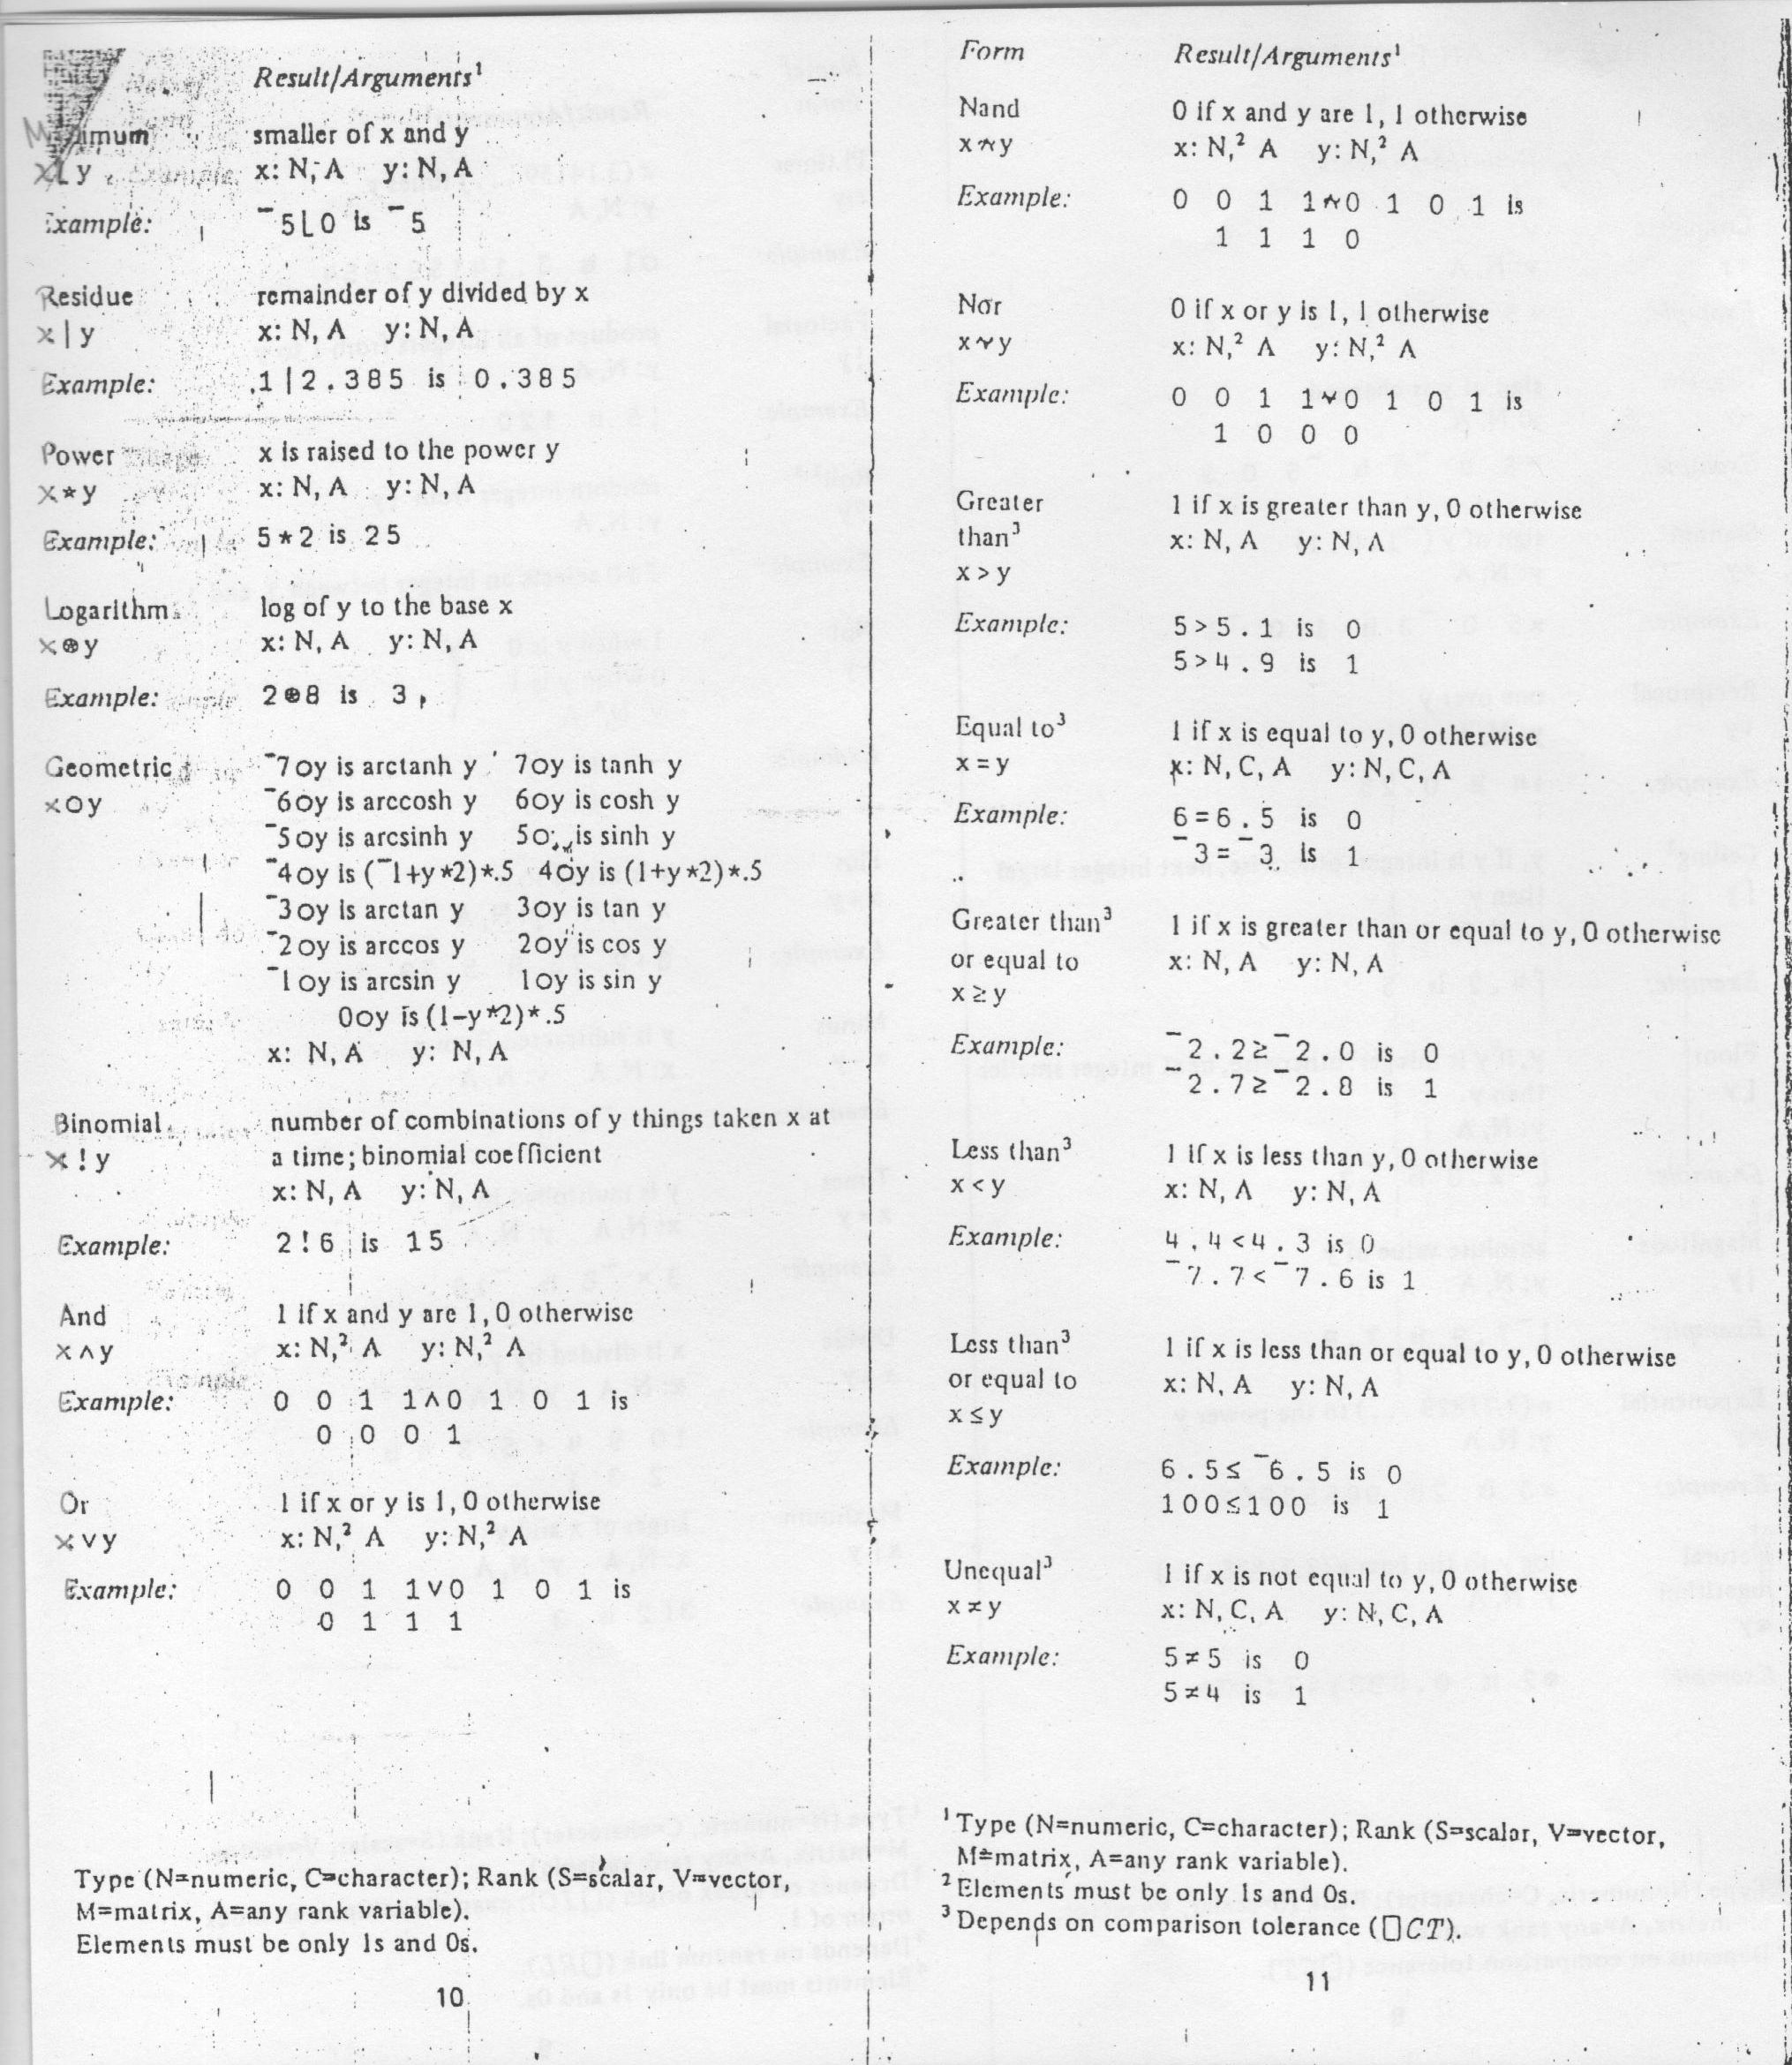 Result/Arguments¹
Minimum smaller of x and y
x⌊y x: N, A y: N, A
Example: ¯5⌊0 is ¯5
Residue remainder of y divided by x
x|y x: N, A y: N, A
Example: 1|2.385 is 0.385
Power x is raised to the power y
x*y x: N, A y: N, A
Example: 5*2 is 25
Logarithm log of y to the base x
x⍟y x: N, A y: N, A
Example: 2⍟8 is 3
Geometric ¯7○y is arctanh y 7○y is tanh y
x○y ¯6○y is arccosh y 6○y is cosh y
¯5○y is arcsinh y 5○ is sinh y
¯4○y is (¯1+y*2)*.5 4○y is (1+y*2)*.5
¯3○y is arctan y 3○y is tan y
¯2○y is arccos y 2○y is cos y
¯1○y is arcsin y 1○y is sin y
0○y is (1−y*2)*.5
x: N, A y: N, A
Binomial number of combinations of y things taken x at
x!y a time; binomial coefficient
x: N, A y: N, A
Example: 2!6 is 15
And 1 if x and y are 1, 0 otherwise
x∧y x: N,² A y: N,² A
Example: 0 0 1 1∧0 1 0 1 is
0 0 0 1
Or 1 if x or y is 1, 0 otherwise
x∨y x: N,² A y: N,² A
Example: 0 0 1 1∨0 1 0 1 is
0 1 1 1
Type (N=numeric, C=character); Rank (S=scalar, V=vector,
M=matrix, A=any rank variable).
Elements must be only 1s and 0s.
10
Form Result/Arguments¹
Nand 0 if x and y are 1, 1 otherwise
x⍲y x: N,² A y: N,² A
Example: 0 0 1 1⍲0 1 0 1 is
1 1 1 0
Nor 0 if x or y is 1, 1 otherwise
x⍱y x: N,² A y: N,² A
Example: 0 0 1 1⍱0 1 0 1 is
1 0 0 0
Greater 1 if x is greater than y, 0 otherwise
than³ x: N, A y: N, A
x>y
Example: 5>5.1 is 0
5>4.9 is 1
Equal to³ 1 if x is equal to y, 0 otherwise
x=y x: N, C, A y: N, C, A
Example: 6=6.5 is 0
¯3=¯3 is 1
Greater than³ 1 if x is greater than or equal to y, 0 otherwise
or equal to x: N, A y: N, A
x≥y
Example: ¯2.2≥¯2.0 is 0
¯2.7≥¯2.8 is 1
Less than³ 1 if x is less than y, 0 otherwise
x<y x: N, A y: N, A
Example: 4.4<4.3 is 0
¯7.7<¯7.6 is 1
Less than³ 1 if x is less than or equal to y, 0 otherwise
or equal to x: N, A y: N, A
x≤y
Example: 6.5≤ ¯6.5 is 0
100≤100 is 1
Unequal³ 1 if x is not equal to y, 0 otherwise
x≠y x: N, C, A y: N, C, A
Example: 5≠5 is 0
5≠4 is 1
¹ Type (N=numeric, C=character); Rank (S=scalar, V=vector,
M=matrix, A=any rank variable).
² Elements must be only 1s and 0s.
³ Depends on comparison tolerance (⎕CT).
11